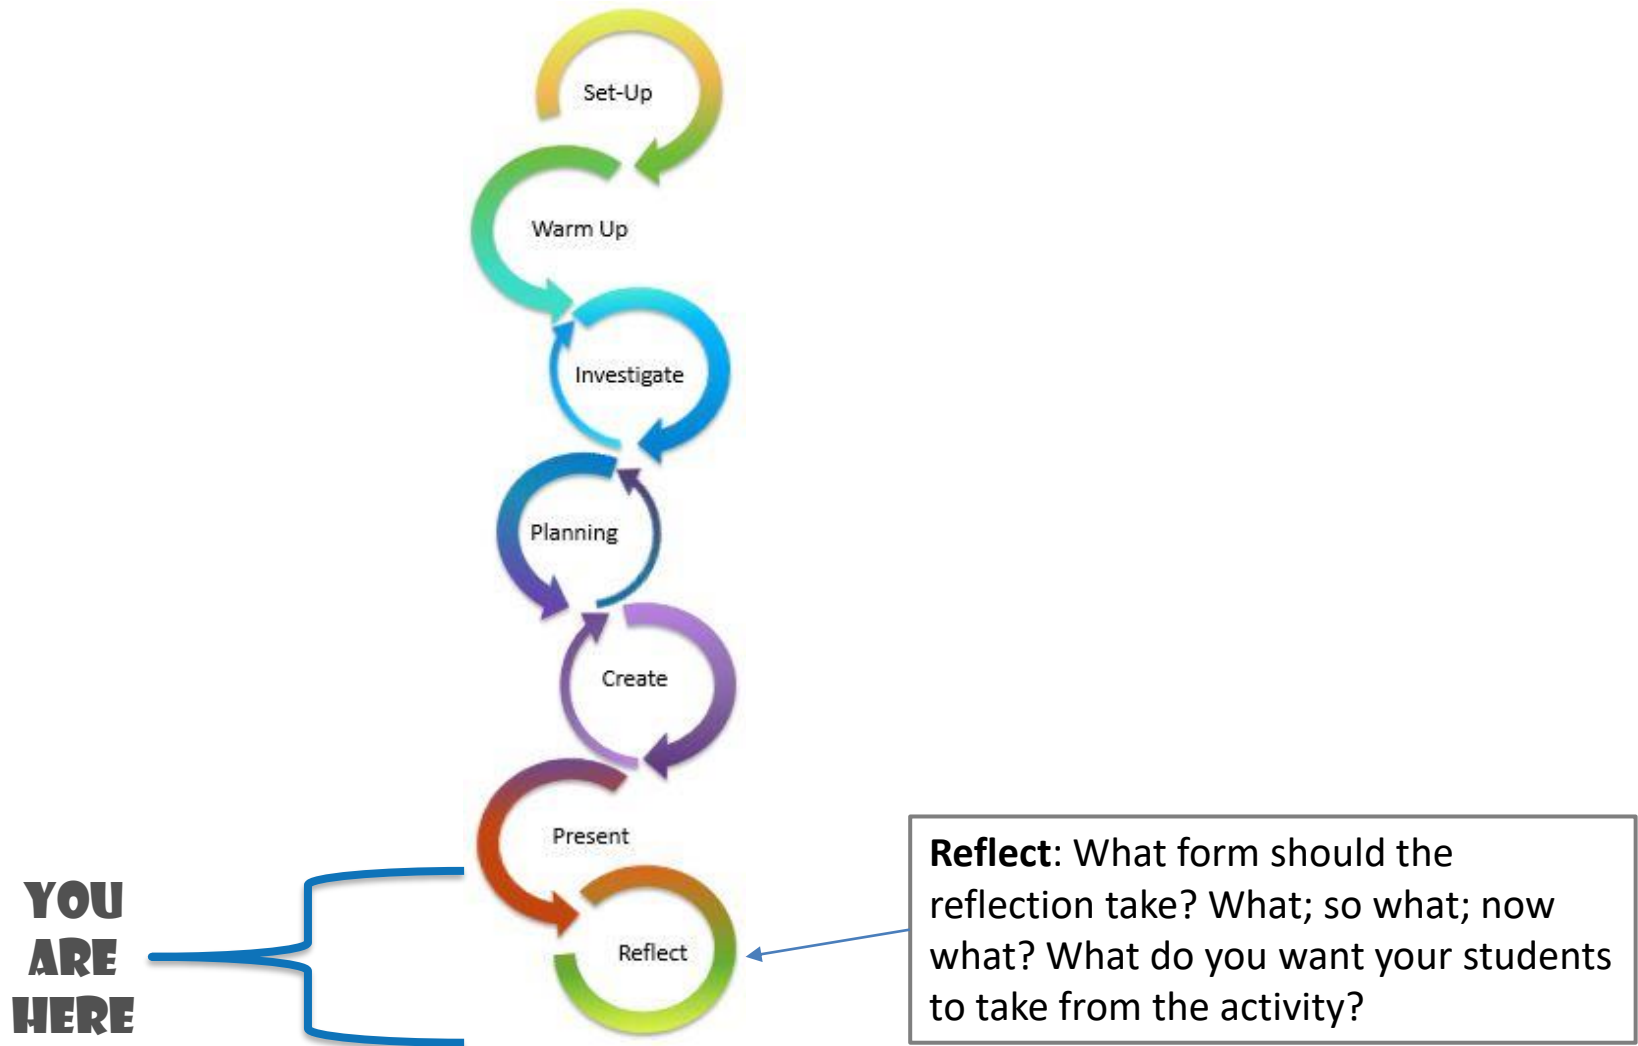 Set-Up
Warm Up
Investigate
Planning
Create
Present
Reflect
YOU
ARE
HERE
Reflect: What form should the
reflection take? What; so what; now
what? What do you want your students
to take from the activity?